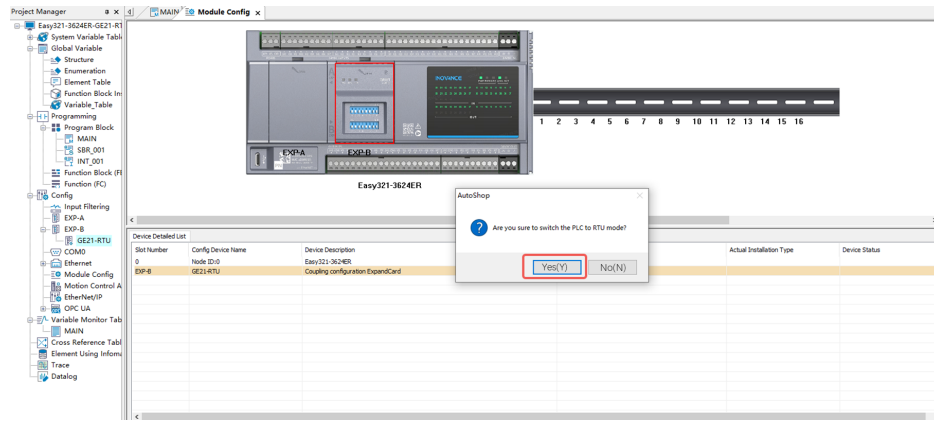 Project Manager
MAIN
Module Config
Easy321-3624ER-GE21-RT
System Variable Table
Global Variable
Structure
Enumeration
Element Table
Function Block Ins
Variable_Table
Programming
Program Block
MAIN
SBR_001
INT_001
Function Block (FB
Function (FC)
Config
Input Filtering
EXP-A
EXP-B
GE21-RTU
COM0
Ethernet
Module Config
Motion Control A
EtherNet/IP
OPC UA
Variable Monitor Tab
MAIN
Cross Reference Tabl
Element Using Informa
Trace
Datalog
INOVANCE
EXP-A
EXP-B
1 2 3 4 5 6 7 8 9 10 11 12 13 14 15 16
Easy321-3624ER
AutoShop
Are you sure to switch the PLC to RTU mode?
Yes(Y)
No(N)
Device Detailed List
Slot Number Config Device Name Device Description Actual Installation Type Device Status
0 Node ID:0 Easy321-3624ER
EXP-B GE21-RTU Coupling configuration ExpandCard